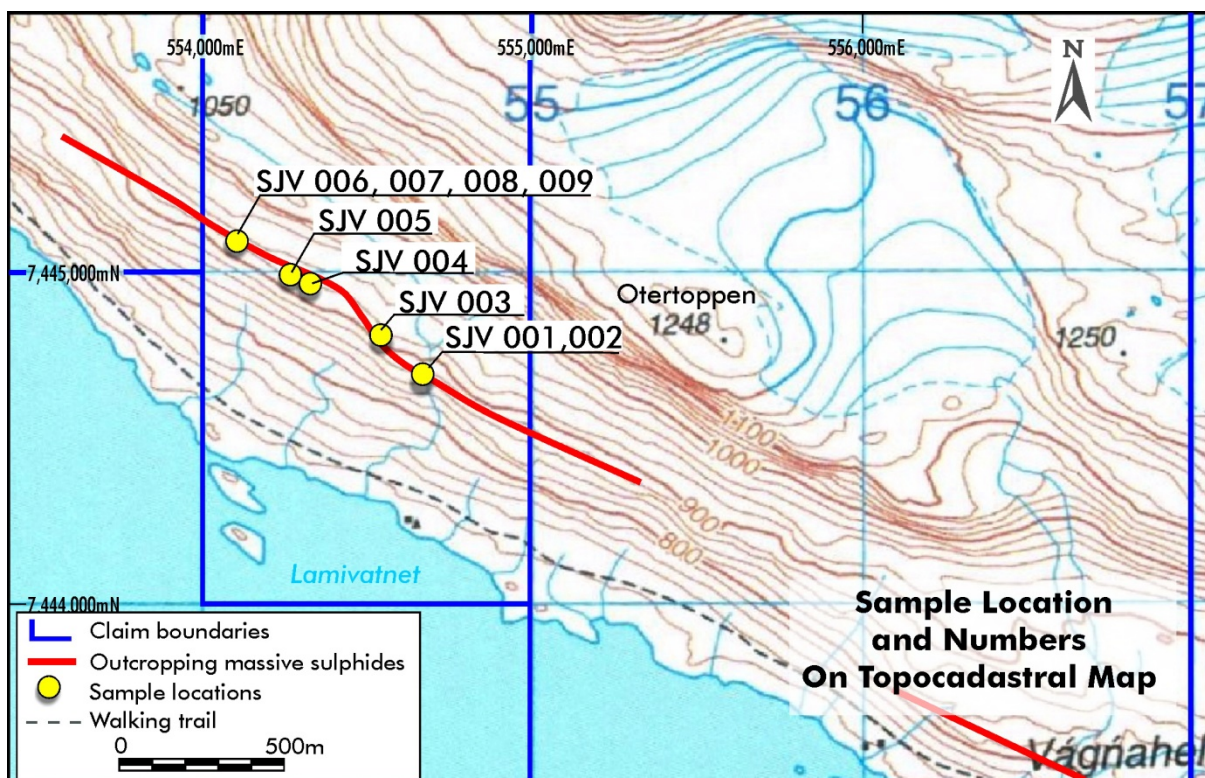 554,000mE
555,000mE
556,000mE
N
1050
55
56
57
SJV 006, 007, 008, 009
SJV 005
7,445,000mN
SJV 004
SJV 003
SJV 001,002
Otertoppen
1248
1250
1100
1000
900
800
Lamivatnet
7,444,000mN
Sample Location
and Numbers
On Topocadastral Map
Claim boundaries
Outcropping massive sulphides
Sample locations
Walking trail
0 500m
Vágŋahel